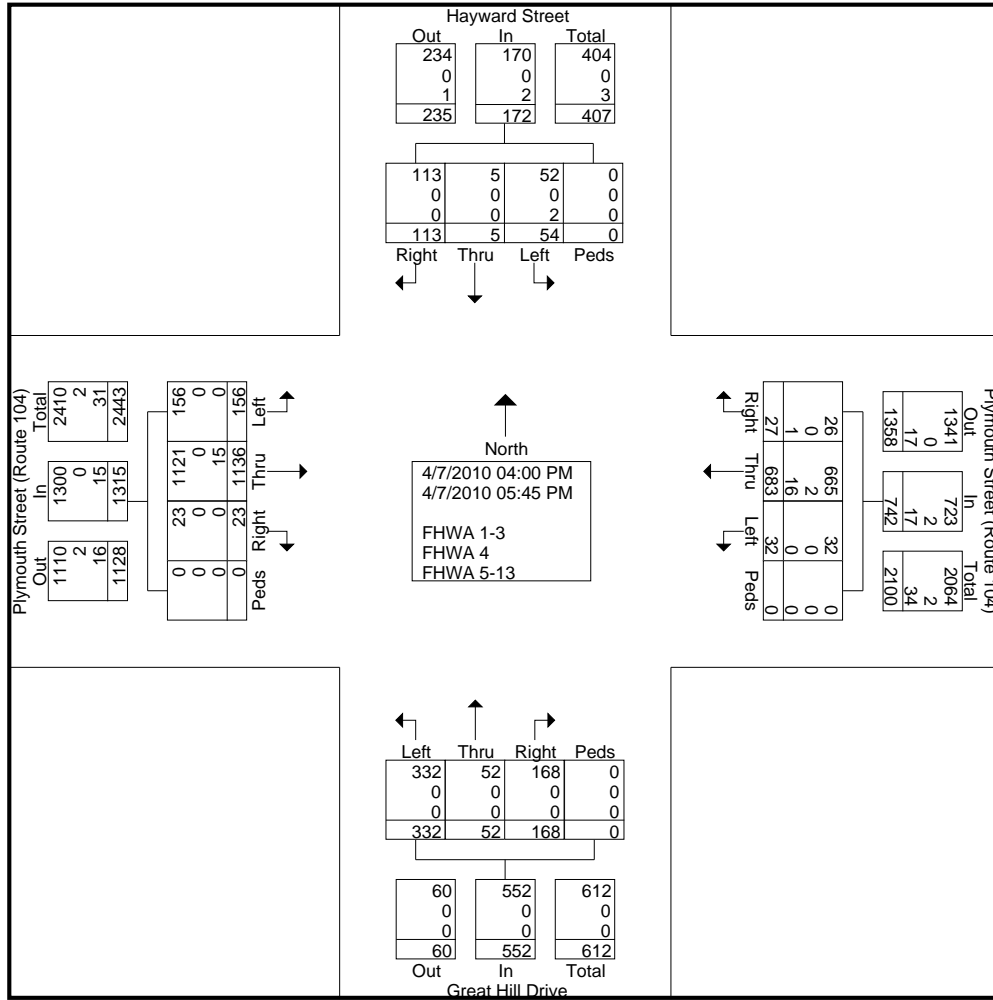 Hayward Street
Out In Total
234 170 404
0 0 0
1 2 3
235 172 407
113 5 52 0
0 0 0 0
0 0 2 0
113 5 54 0
Right Thru Left Peds
Plymouth Street (Route 104)
Total
2410
2
31
2443
In
1300
0
15
1315
Out
1110
2
16
1128
156
0
0
156
Left
1121
0
15
1136
Thru
23
0
0
23
Right
0
0
0
0
Peds
North
4/7/2010 04:00 PM
4/7/2010 05:45 PM
FHWA 1-3
FHWA 4
FHWA 5-13
Right
26
0
1
27
Thru
665
2
16
683
Left
32
0
0
32
Peds
0
0
0
0
Plymouth Street (Route 104)
Out
1341
0
17
1358
In
723
2
17
742
Total
2064
2
34
2100
Left Thru Right Peds
332 52 168 0
0 0 0 0
0 0 0 0
332 52 168 0
60 552 612
0 0 0
0 0 0
60 552 612
Out In Total
Great Hill Drive